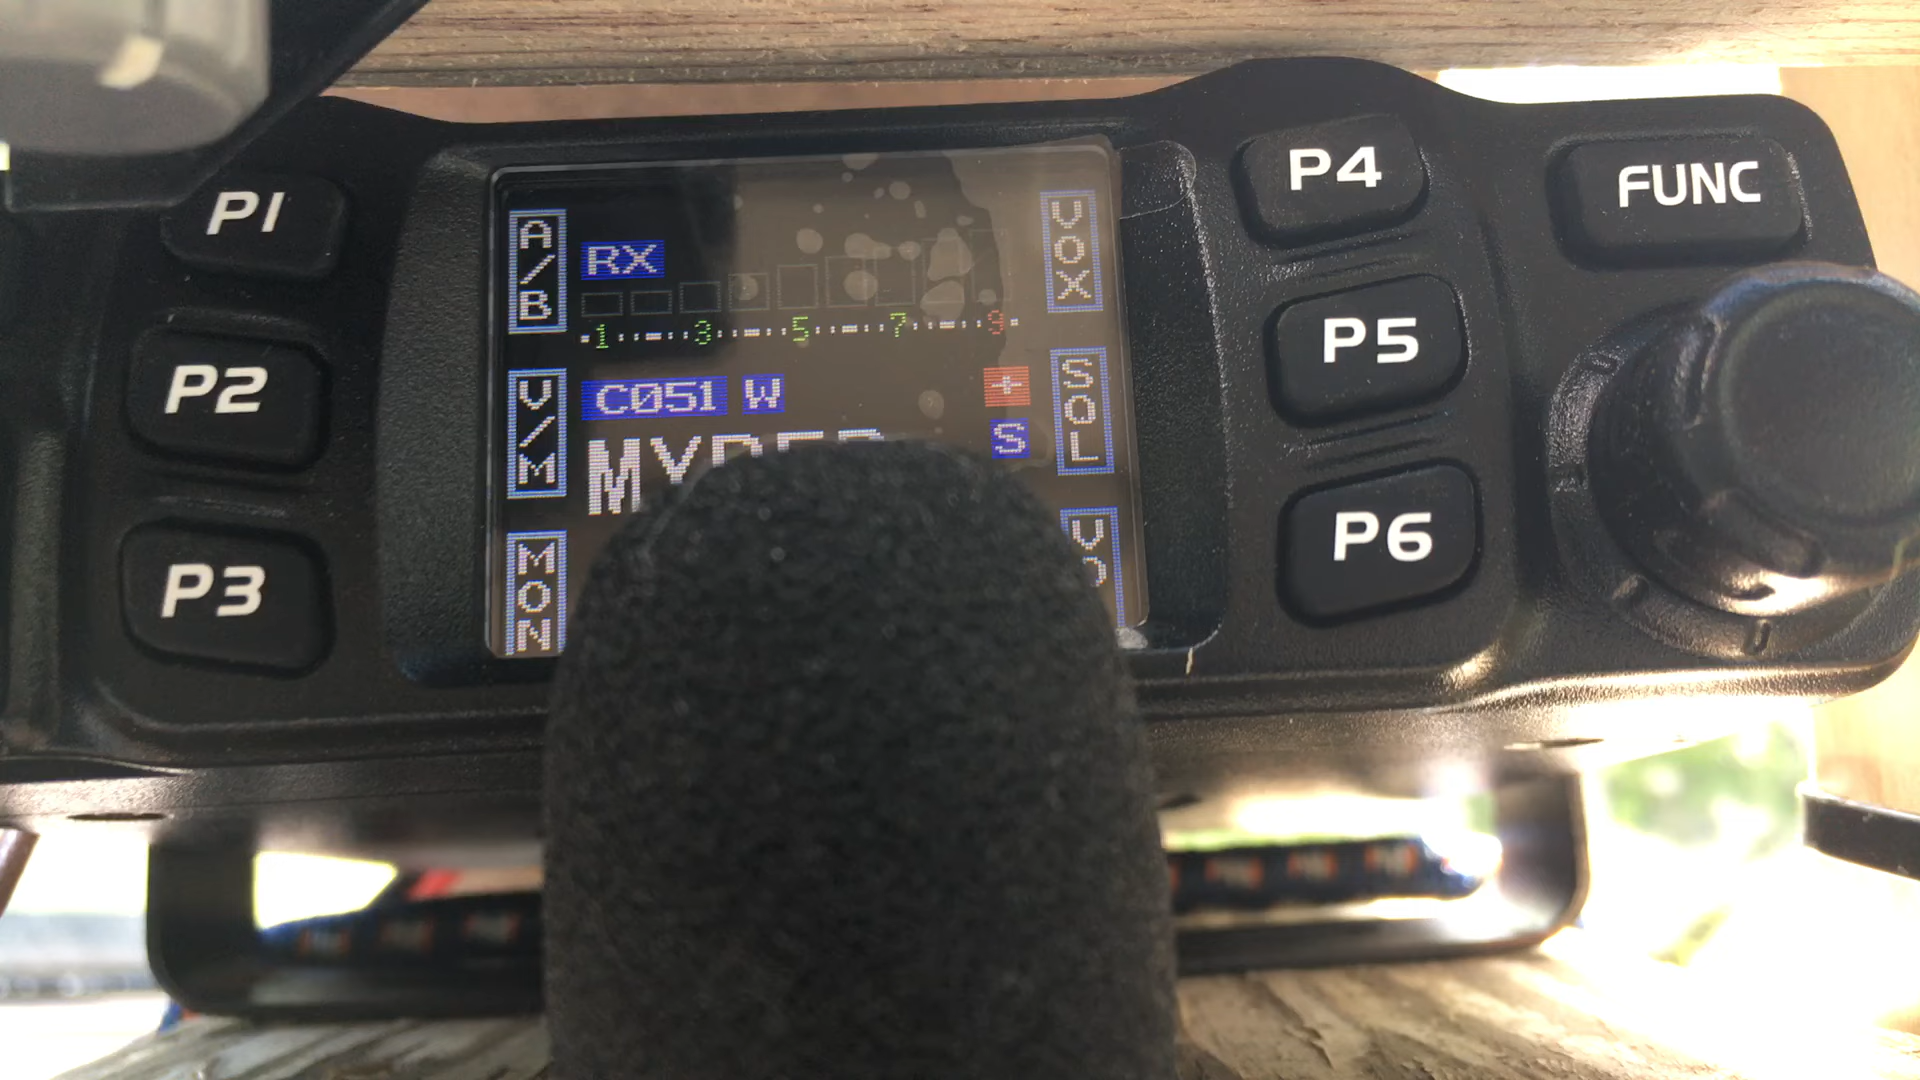 P1
P2
P3
A/B
V/M
MON
RX
1 3 5 7 9
C051 W
+
S
VOX
SQL
P4
P5
P6
FUNC